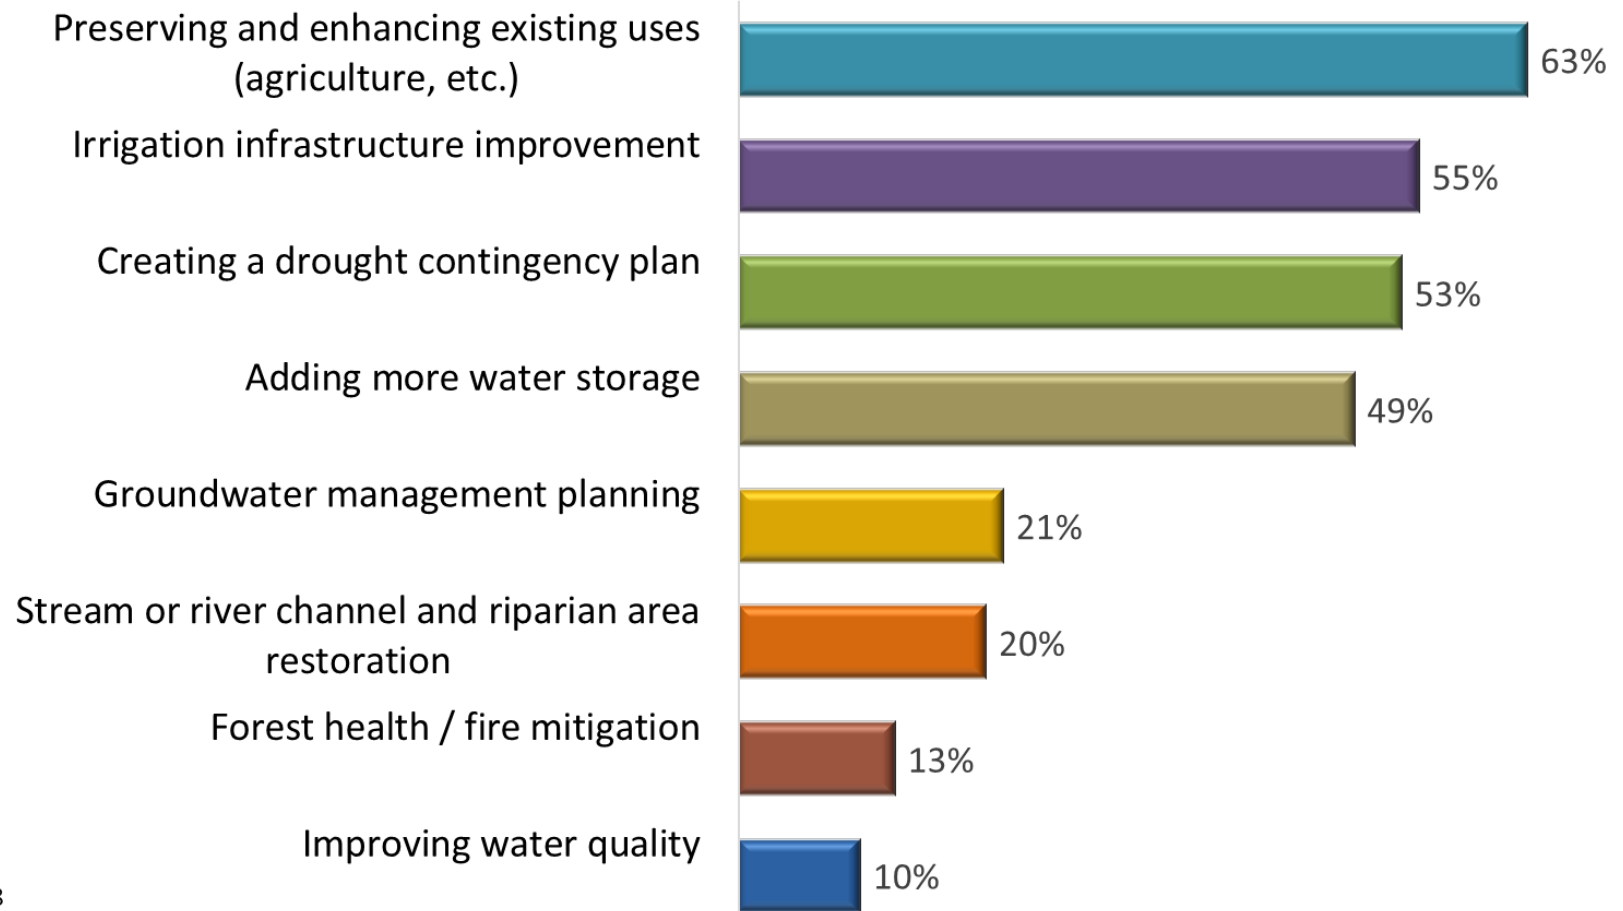 Preserving and enhancing existing uses
(agriculture, etc.)
63%
Irrigation infrastructure improvement
55%
Creating a drought contingency plan
53%
Adding more water storage
49%
Groundwater management planning
21%
Stream or river channel and riparian area
restoration
20%
Forest health / fire mitigation
13%
Improving water quality
10%